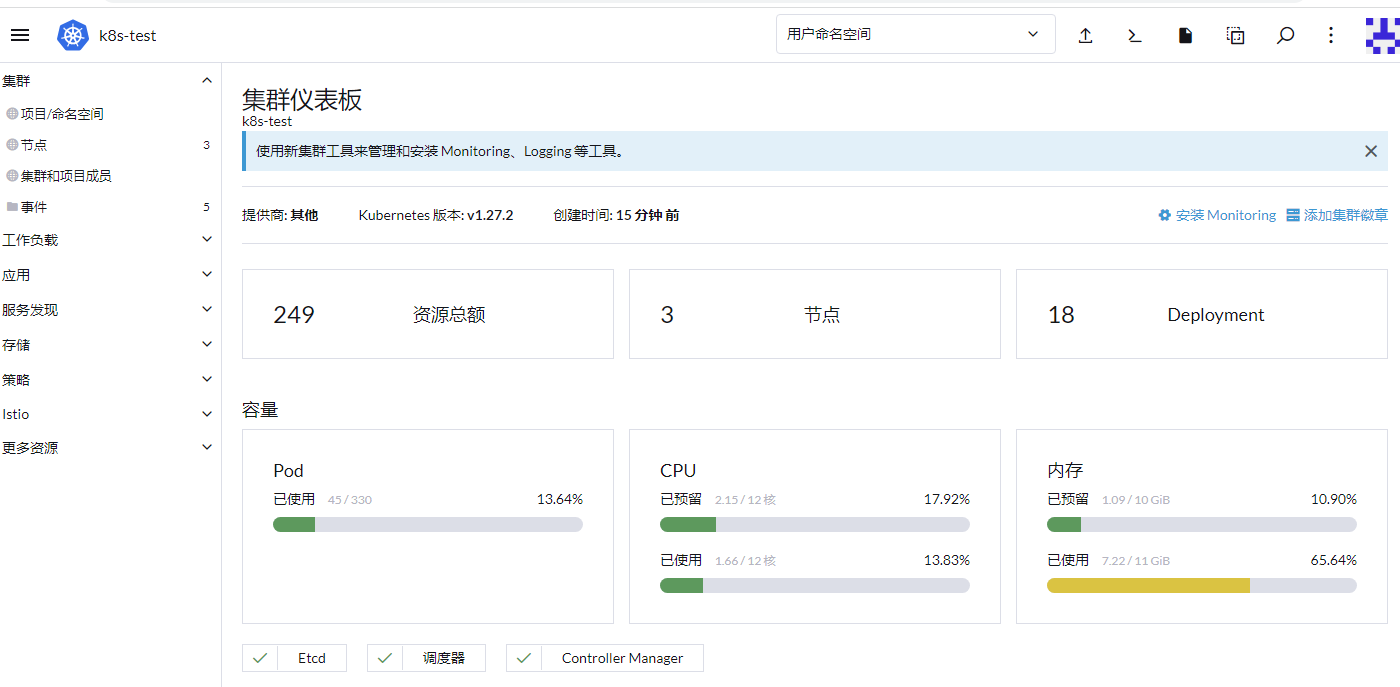 k8s-test
用户命名空间
集群
项目/命名空间
节点 3
集群和项目成员
事件 5
工作负载
应用
服务发现
存储
策略
Istio
更多资源
集群仪表板
k8s-test
使用新集群工具来管理和安装 Monitoring、Logging 等工具。
提供商: 其他 Kubernetes 版本: v1.27.2 创建时间: 15 分钟 前 安装 Monitoring 添加集群徽章
249 资源总额 3 节点 18 Deployment
容量
Pod
已使用 45 / 330 13.64%
CPU
已预留 2.15 / 12 核 17.92%
已使用 1.66 / 12 核 13.83%
内存
已预留 1.09 / 10 GiB 10.90%
已使用 7.22 / 11 GiB 65.64%
Etcd 调度器 Controller Manager